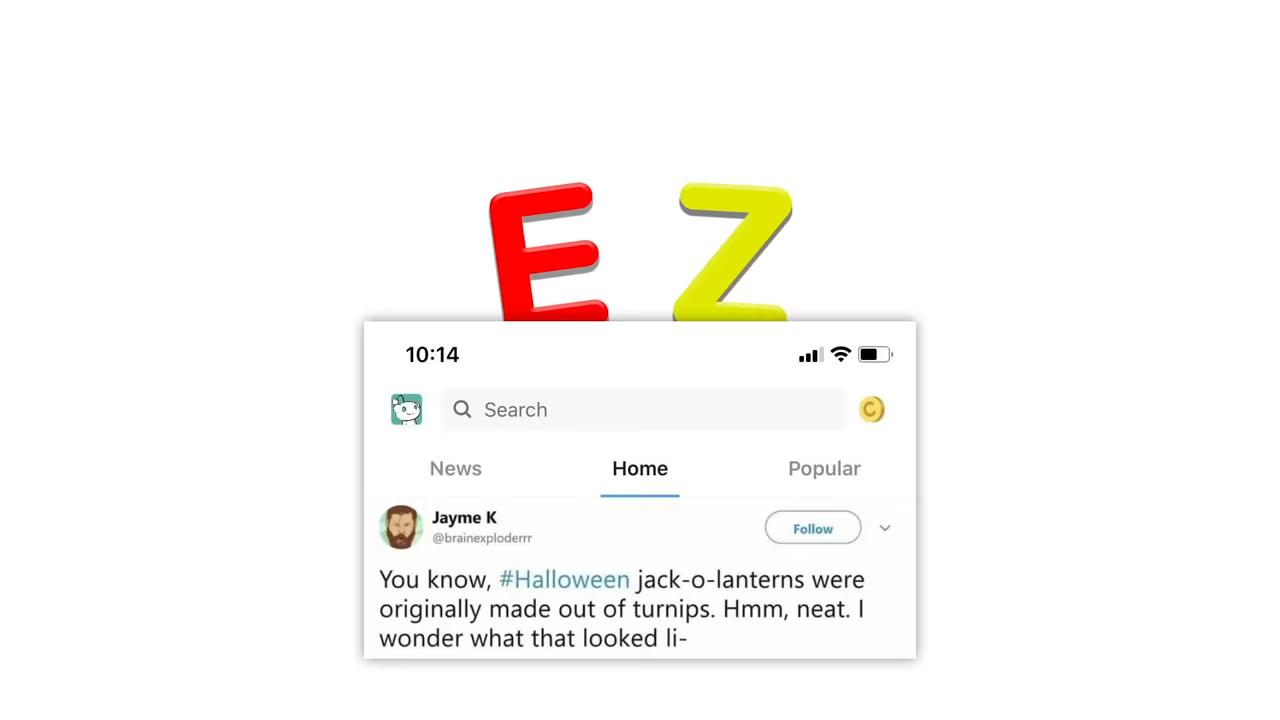 E Z
10:14
Search
C
News Home Popular
Jayme K
@brainexploderrr
Follow
You know, #Halloween jack-o-lanterns were
originally made out of turnips. Hmm, neat. I
wonder what that looked li-